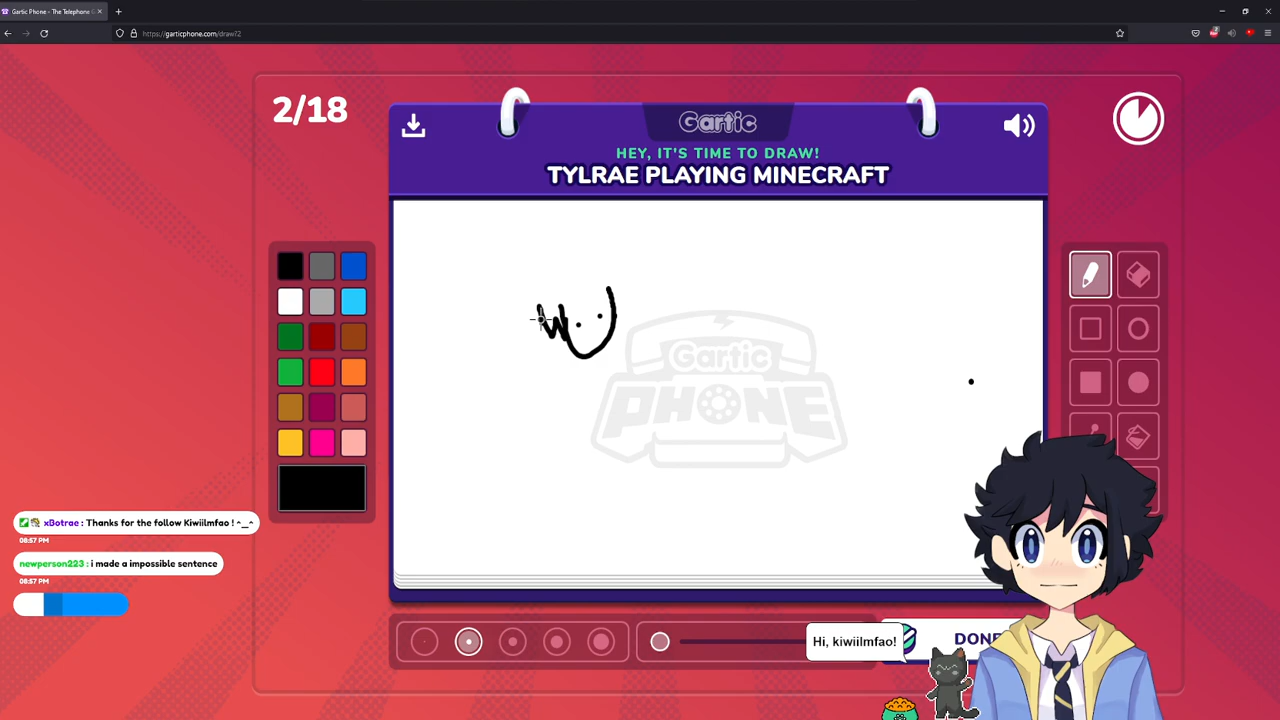 Gartic Phone - The Telephone G
https://garticphone.com/draw72
2/18
Gartic
HEY, IT'S TIME TO DRAW!
TYLRAE PLAYING MINECRAFT
Gartic
PHONE
xBotrae : Thanks for the follow Kiwiilmfao ! ^_^
08:57 PM
newperson223 : i made a impossible sentence
08:57 PM
Hi, kiwiilmfao!
DONE